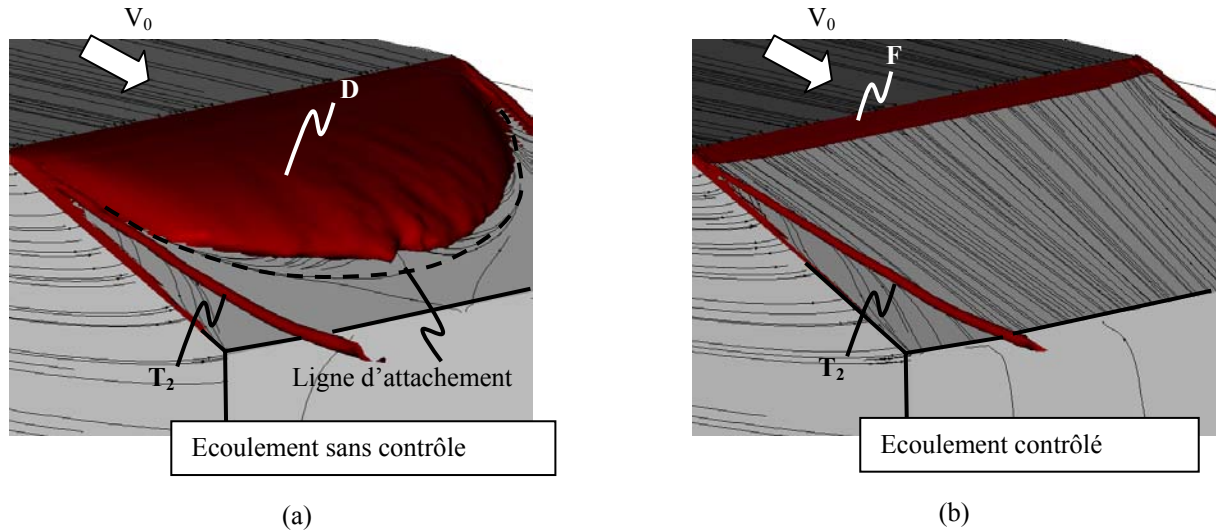 V₀
D
T₂
Ligne d'attachement
Ecoulement sans contrôle
(a)
V₀
F
T₂
Ecoulement contrôlé
(b)